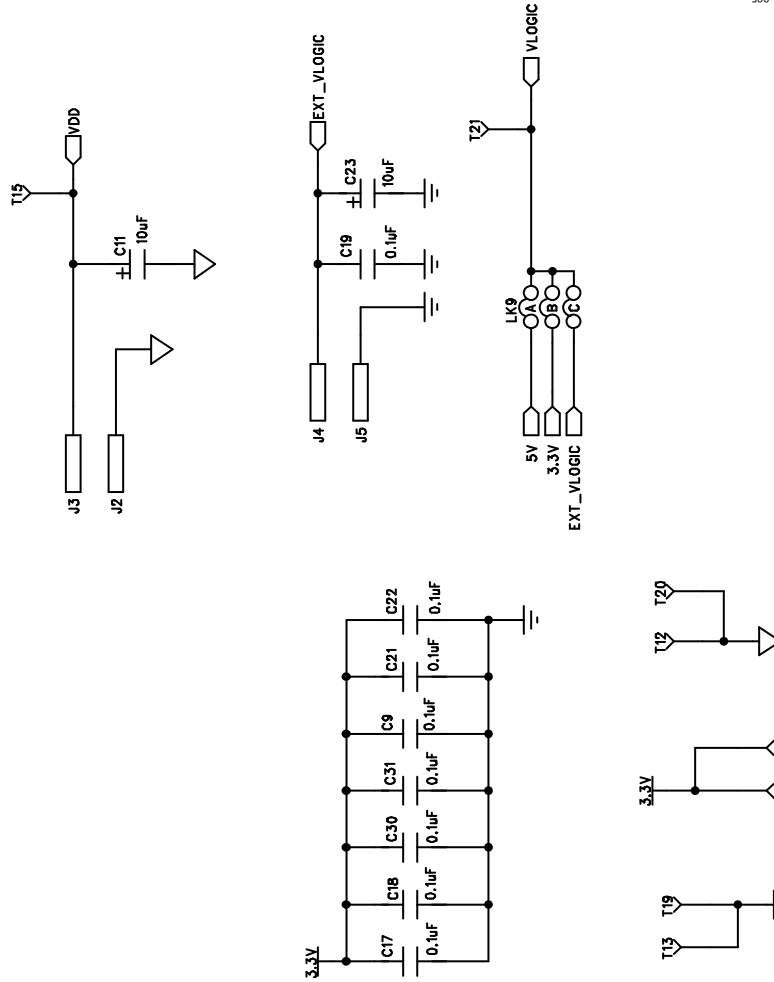 T15
VDD
C11
10uF
J3
J2
EXT_VLOGIC
C23
10uF
C19
0.1uF
J4
J5
VLOGIC
T21
LK9
A
B
C
5V
3.3V
EXT_VLOGIC
3.3V
C17
0.1uF
C18
0.1uF
C30
0.1uF
C31
0.1uF
C9
0.1uF
C21
0.1uF
C22
0.1uF
T12
T20
3.3V
T13
T19